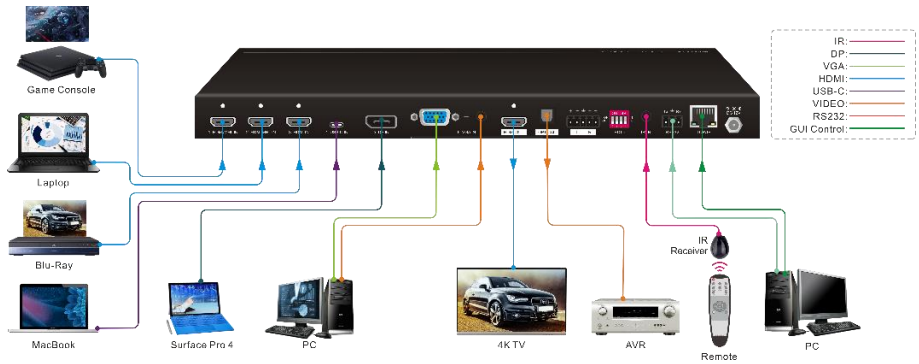 Game Console
Laptop
Blu-Ray
MacBook
Surface Pro 4
PC
4K TV
AVR
IR
Receiver
Remote
PC
IR:
DP:
VGA:
HDMI:
USB-C:
VIDEO:
RS232:
GUI Control: